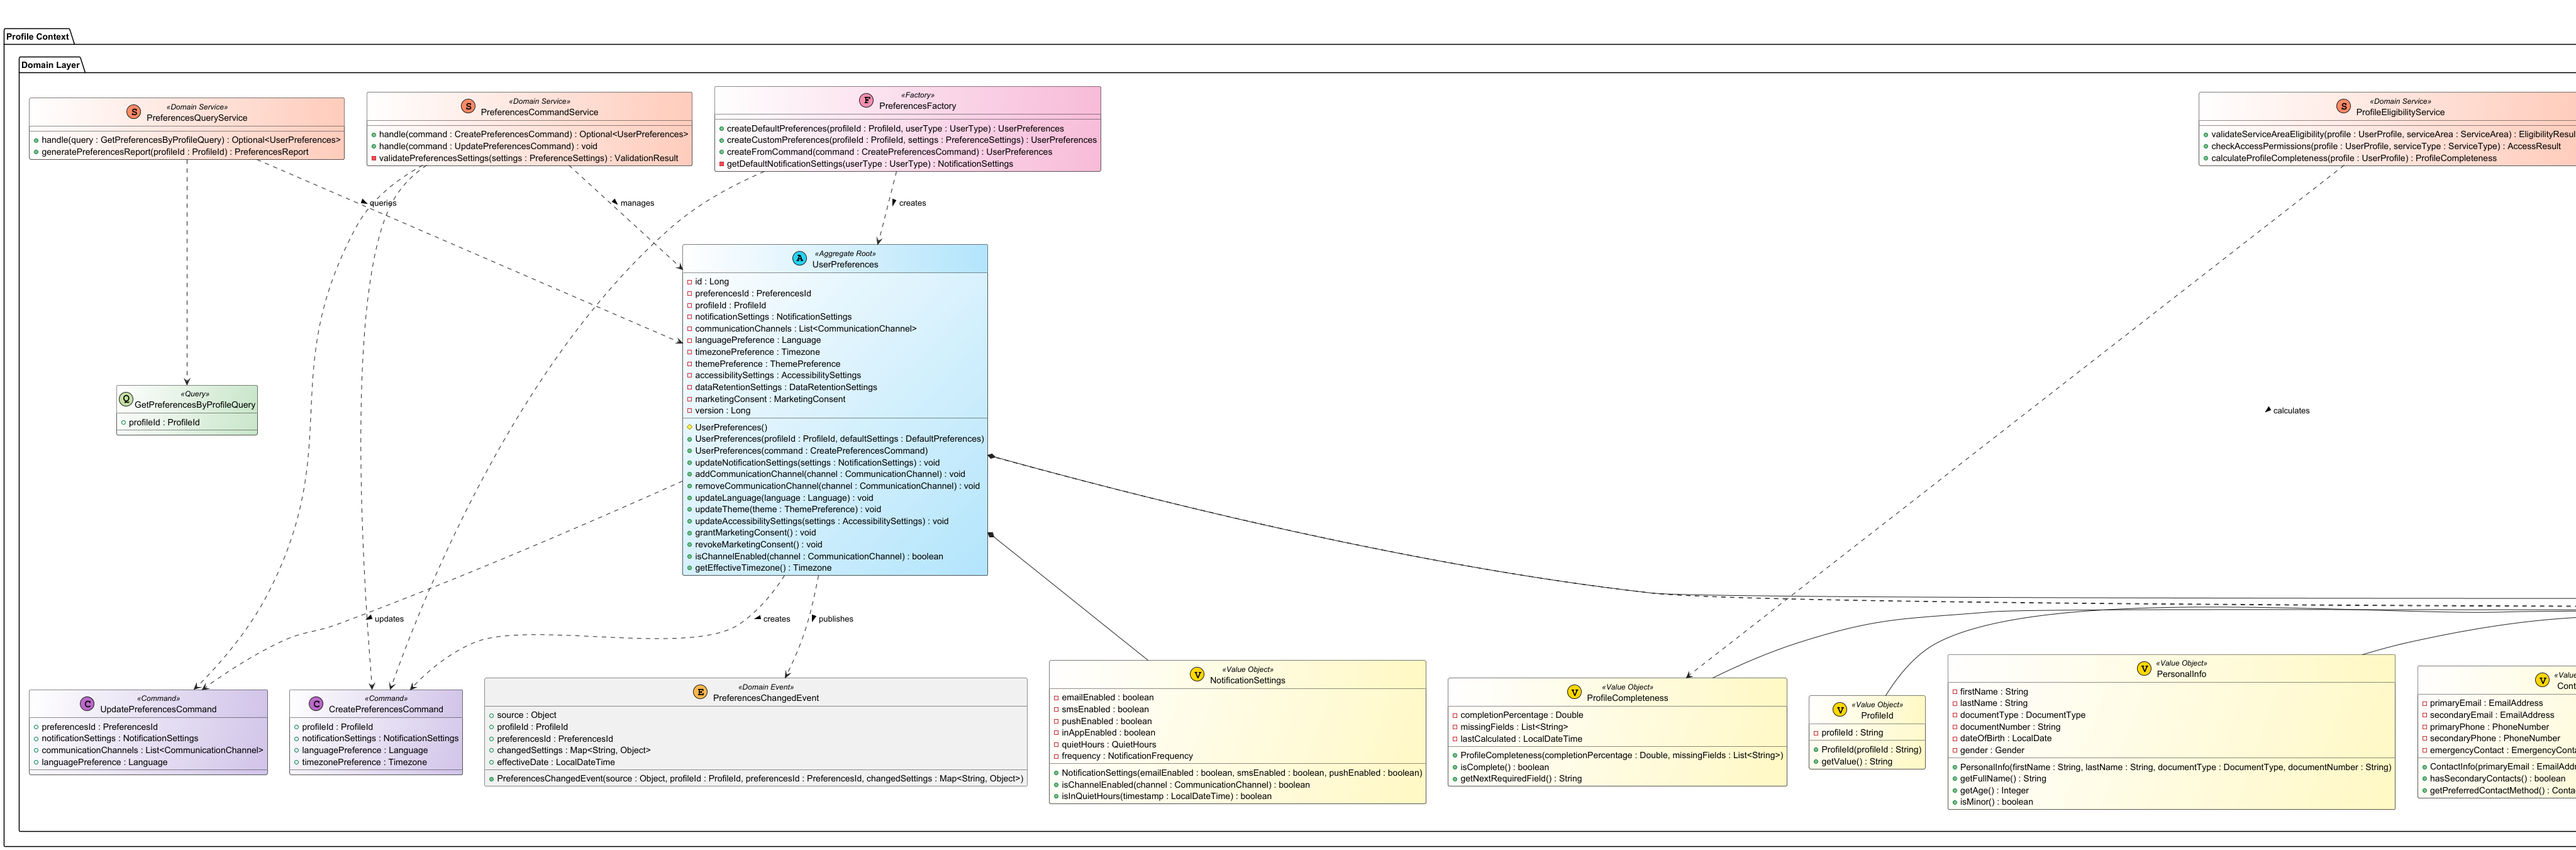 Profile Context
Domain Layer
«Domain Service»
S PreferencesQueryService
handle(query : GetPreferencesByProfileQuery) : Optional<UserPreferences>
generatePreferencesReport(profileId : ProfileId) : PreferencesReport
«Domain Service»
S PreferencesCommandService
handle(command : CreatePreferencesCommand) : Optional<UserPreferences>
handle(command : UpdatePreferencesCommand) : void
validatePreferencesSettings(settings : PreferenceSettings) : ValidationResult
«Factory»
F PreferencesFactory
createDefaultPreferences(profileId : ProfileId, userType : UserType) : UserPreferences
createCustomPreferences(profileId : ProfileId, settings : PreferenceSettings) : UserPreferences
createFromCommand(command : CreatePreferencesCommand) : UserPreferences
getDefaultNotificationSettings(userType : UserType) : NotificationSettings
«Domain Service»
S ProfileEligibilityService
validateServiceAreaEligibility(profile : UserProfile, serviceArea : ServiceArea) : EligibilityResul
checkAccessPermissions(profile : UserProfile, serviceType : ServiceType) : AccessResult
calculateProfileCompleteness(profile : UserProfile) : ProfileCompleteness
queries
manages
creates
«Aggregate Root»
A UserPreferences
id : Long
preferencesId : PreferencesId
profileId : ProfileId
notificationSettings : NotificationSettings
communicationChannels : List<CommunicationChannel>
languagePreference : Language
timezonePreference : Timezone
themePreference : ThemePreference
accessibilitySettings : AccessibilitySettings
dataRetentionSettings : DataRetentionSettings
marketingConsent : MarketingConsent
version : Long
UserPreferences()
UserPreferences(profileId : ProfileId, defaultSettings : DefaultPreferences)
UserPreferences(command : CreatePreferencesCommand)
updateNotificationSettings(settings : NotificationSettings) : void
addCommunicationChannel(channel : CommunicationChannel) : void
removeCommunicationChannel(channel : CommunicationChannel) : void
updateLanguage(language : Language) : void
updateTheme(theme : ThemePreference) : void
updateAccessibilitySettings(settings : AccessibilitySettings) : void
grantMarketingConsent() : void
revokeMarketingConsent() : void
isChannelEnabled(channel : CommunicationChannel) : boolean
getEffectiveTimezone() : Timezone
«Query»
Q GetPreferencesByProfileQuery
profileId : ProfileId
calculates
updates
creates
publishes
«Command»
C UpdatePreferencesCommand
preferencesId : PreferencesId
notificationSettings : NotificationSettings
communicationChannels : List<CommunicationChannel>
languagePreference : Language
«Command»
C CreatePreferencesCommand
profileId : ProfileId
notificationSettings : NotificationSettings
languagePreference : Language
timezonePreference : Timezone
«Domain Event»
E PreferencesChangedEvent
source : Object
profileId : ProfileId
preferencesId : PreferencesId
changedSettings : Map<String, Object>
effectiveDate : LocalDateTime
PreferencesChangedEvent(source : Object, profileId : ProfileId, preferencesId : PreferencesId, changedSettings : Map<String, Object>)
«Value Object»
V NotificationSettings
emailEnabled : boolean
smsEnabled : boolean
pushEnabled : boolean
inAppEnabled : boolean
quietHours : QuietHours
frequency : NotificationFrequency
NotificationSettings(emailEnabled : boolean, smsEnabled : boolean, pushEnabled : boolean)
isChannelEnabled(channel : CommunicationChannel) : boolean
isInQuietHours(timestamp : LocalDateTime) : boolean
«Value Object»
V ProfileCompleteness
completionPercentage : Double
missingFields : List<String>
lastCalculated : LocalDateTime
ProfileCompleteness(completionPercentage : Double, missingFields : List<String>)
isComplete() : boolean
getNextRequiredField() : String
«Value Object»
V ProfileId
profileId : String
ProfileId(profileId : String)
getValue() : String
«Value Object»
V PersonalInfo
firstName : String
lastName : String
documentType : DocumentType
documentNumber : String
dateOfBirth : LocalDate
gender : Gender
PersonalInfo(firstName : String, lastName : String, documentType : DocumentType, documentNumber : String)
getFullName() : String
getAge() : Integer
isMinor() : boolean
«Value
V Cont
primaryEmail : EmailAddress
secondaryEmail : EmailAddress
primaryPhone : PhoneNumber
secondaryPhone : PhoneNumber
emergencyContact : EmergencyConta
ContactInfo(primaryEmail : EmailAddr
hasSecondaryContacts() : boolean
getPreferredContactMethod() : Conta